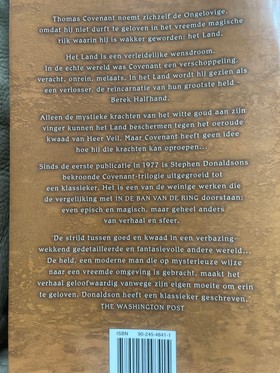 Thomas Covenant noemt zichzelf de Ongelovige,
omdat hij niet durft te geloven in het vreemde magische
rijk waarin hij is wakker geworden: het Land.
Het Land is een verleidelijke wensdroom.
In de echte wereld was Covenant een verschoppeling,
veracht, onrein, melaats. In het Land wordt hij gezien als
een verlosser, de reïncarnatie van hun grootste held
Berek Halfhand.
Alleen de mystieke krachten van het witte goud aan zijn
vinger kunnen het Land beschermen tegen het oeroude
kwaad van Heer Veil. Maar Covenant heeft geen idee
hoe hij die krachten kan oproepen...
Sinds de eerste publicatie in 1977 is Stephen Donaldsons
bekroonde Covenant-trilogie uitgegroeid tot
een klassieker. Het is een van de weinige werken die
de vergelijking met IN DE BAN VAN DE RING doorstaan:
even episch en magisch, maar geheel anders
van verhaal en sfeer.
'De strijd tussen goed en kwaad in een verbazing-
wekkend gedetailleerde en fantasievolle andere wereld...
De held, een moderne man die op mysterieuze wijze
naar een vreemde omgeving is gebracht, maakt het
verhaal geloofwaardig vanwege zijn eigen moeite om erin
te geloven. Donaldson heeft een klassieker geschreven.'
THE WASHINGTON POST
ISBN 90-245-4841-1